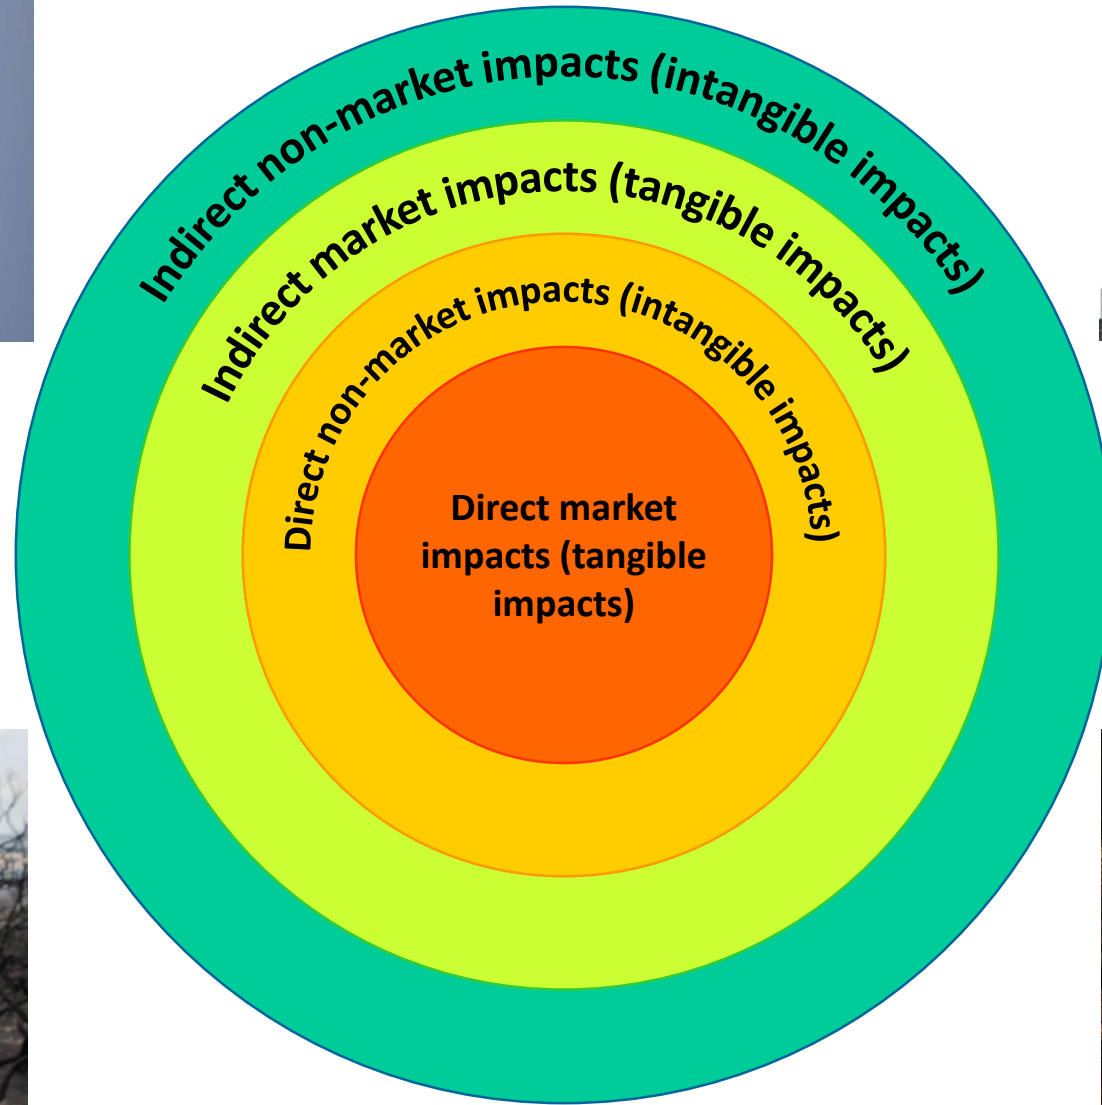 Indirect non-market impacts (intangible impacts)
Indirect market impacts (tangible impacts)
Direct non-market impacts (intangible impacts)
Direct market
impacts (tangible
impacts)